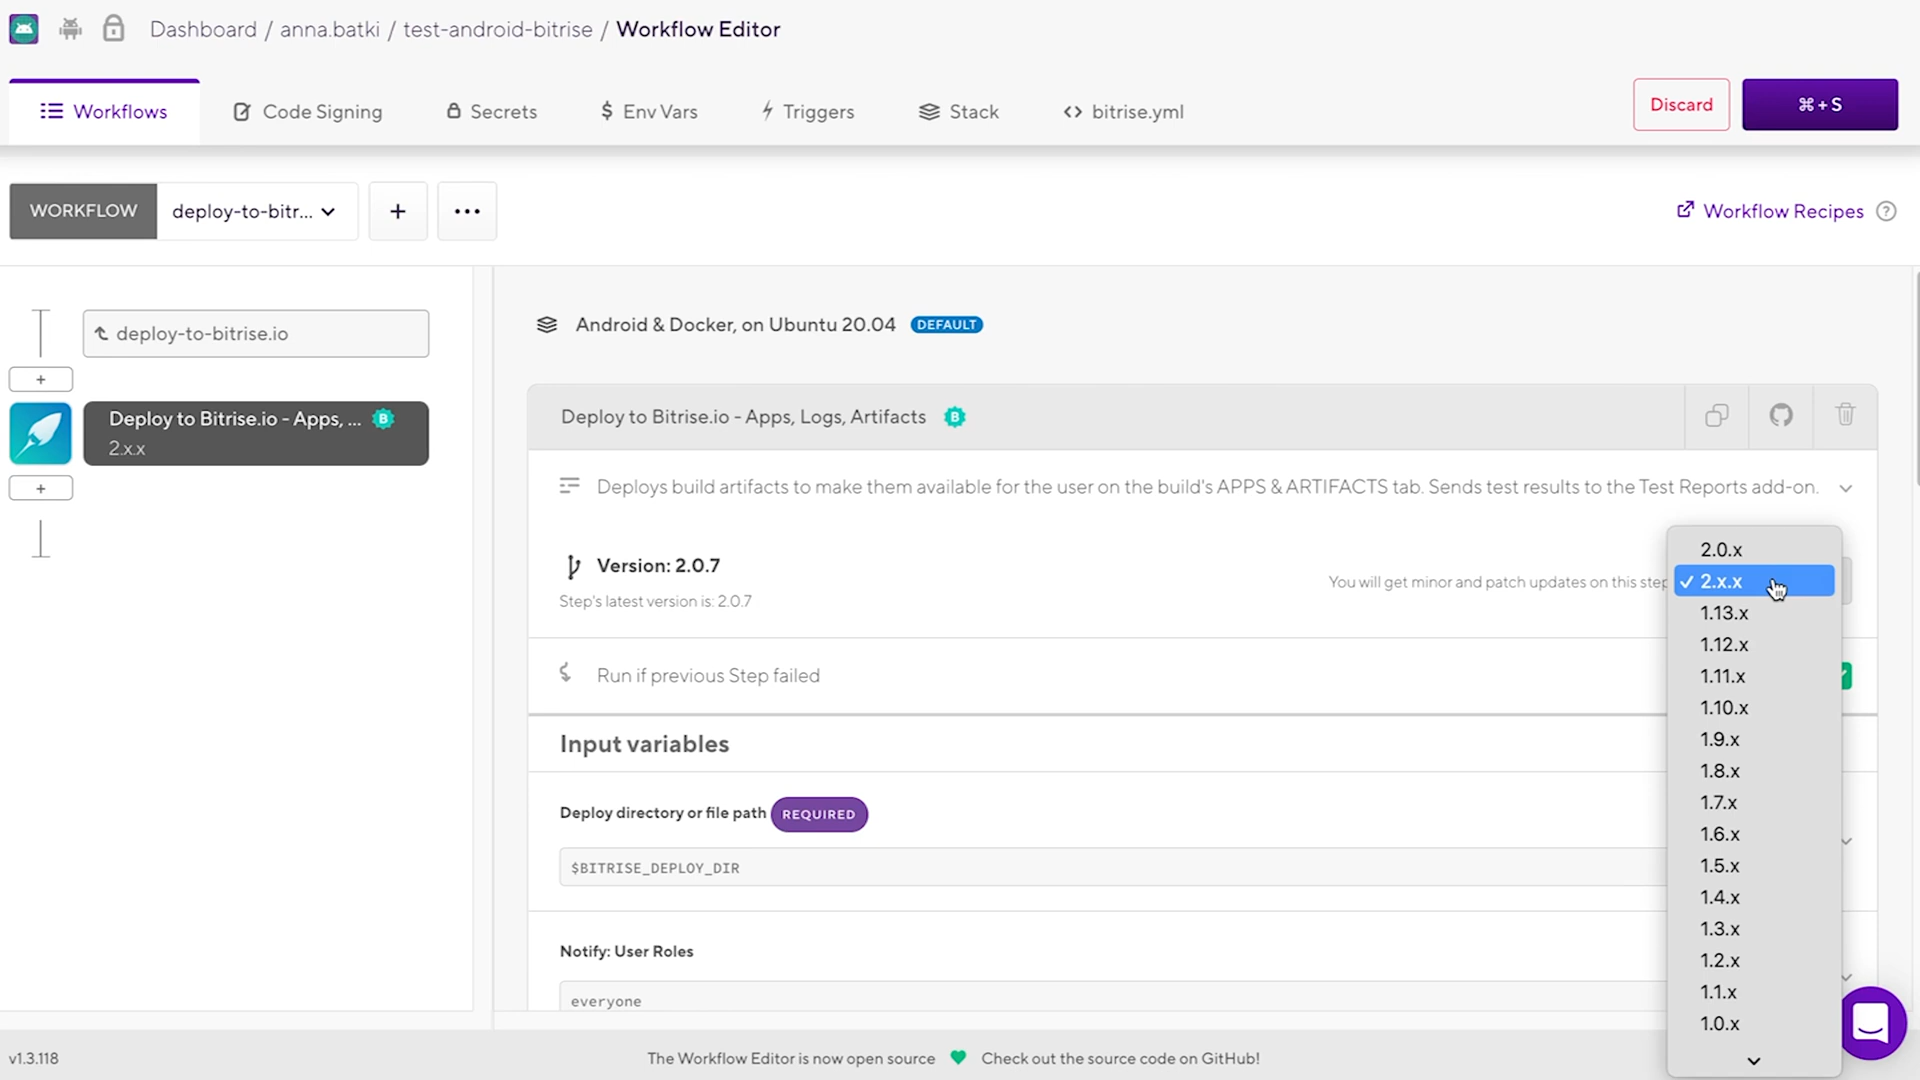 Dashboard / anna.batki / test-android-bitrise / Workflow Editor
Workflows
Code Signing
Secrets
$ Env Vars
Triggers
Stack
<> bitrise.yml
Discard
⌘+S
WORKFLOW
deploy-to-bitr...
+
...
Workflow Recipes ?
deploy-to-bitrise.io
+
Deploy to Bitrise.io - Apps, ... B
2.x.x
+
Android & Docker, on Ubuntu 20.04 DEFAULT
Deploy to Bitrise.io - Apps, Logs, Artifacts B
Deploys build artifacts to make them available for the user on the build's APPS & ARTIFACTS tab. Sends test results to the Test Reports add-on.
Version: 2.0.7
Step's latest version is: 2.0.7
You will get minor and patch updates on this step
2.0.x
✓ 2.x.x
1.13.x
1.12.x
1.11.x
1.10.x
1.9.x
1.8.x
1.7.x
1.6.x
1.5.x
1.4.x
1.3.x
1.2.x
1.1.x
1.0.x
Run if previous Step failed
Input variables
Deploy directory or file path REQUIRED
$BITRISE_DEPLOY_DIR
Notify: User Roles
everyone
v1.3.118
The Workflow Editor is now open source 💚 Check out the source code on GitHub!